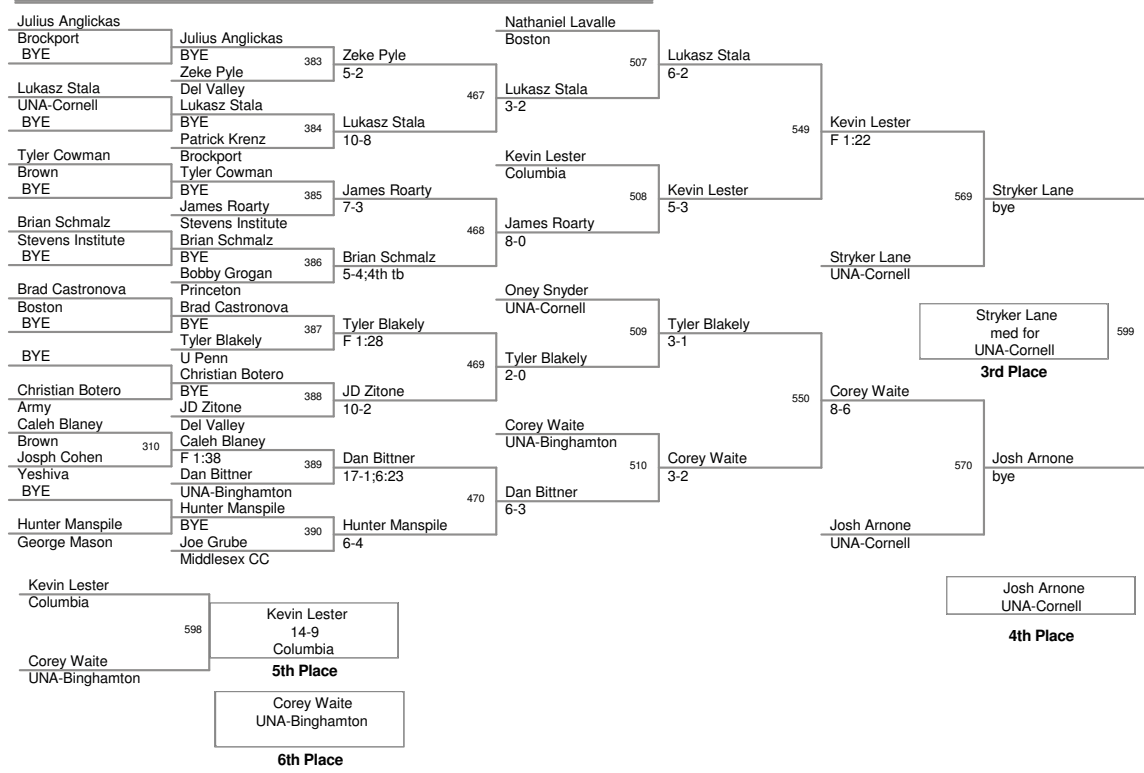 Julius Anglickas
Brockport
BYE
Lukasz Stala
UNA-Cornell
BYE
Tyler Cowman
Brown
BYE
Brian Schmalz
Stevens Institute
BYE
Brad Castronova
Boston
BYE
BYE
Christian Botero
Army
Caleh Blaney
Brown
310
Josph Cohen
Yeshiva
BYE
Hunter Manspile
George Mason
Julius Anglickas
BYE
383
Zeke Pyle
Del Valley
Lukasz Stala
BYE
384
Patrick Krenz
Brockport
Tyler Cowman
BYE
385
James Roarty
Stevens Institute
Brian Schmalz
BYE
386
Bobby Grogan
Princeton
Brad Castronova
BYE
387
Tyler Blakely
U Penn
Christian Botero
BYE
388
JD Zitone
Del Valley
Caleh Blaney
F 1:38
389
Dan Bittner
UNA-Binghamton
Hunter Manspile
BYE
390
Joe Grube
Middlesex CC
Zeke Pyle
5-2
467
Lukasz Stala
10-8
James Roarty
7-3
468
Brian Schmalz
5-4;4th tb
Tyler Blakely
F 1:28
469
JD Zitone
10-2
Dan Bittner
17-1;6:23
470
Hunter Manspile
6-4
Nathaniel Lavalle
Boston
507
Lukasz Stala
3-2
Kevin Lester
Columbia
508
James Roarty
8-0
Oney Snyder
UNA-Cornell
509
Tyler Blakely
2-0
Corey Waite
UNA-Binghamton
510
Dan Bittner
6-3
Lukasz Stala
6-2
549
Kevin Lester
5-3
Tyler Blakely
3-1
550
Corey Waite
3-2
Kevin Lester
F 1:22
569
Stryker Lane
UNA-Cornell
Corey Waite
8-6
570
Josh Arnone
UNA-Cornell
Stryker Lane
bye
Stryker Lane
med for
UNA-Cornell
599
3rd Place
Josh Arnone
bye
Josh Arnone
UNA-Cornell
4th Place
Kevin Lester
Columbia
598
Corey Waite
UNA-Binghamton
Kevin Lester
14-9
Columbia
5th Place
Corey Waite
UNA-Binghamton
6th Place